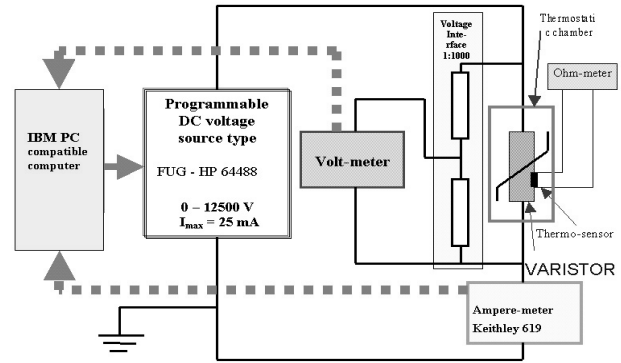 IBM PC
compatible
computer
Programmable
DC voltage
source type
FUG - HP 64488
0 – 12500 V
Imax = 25 mA
Volt-meter
Voltage
Inte-
rface
1:1000
Thermostati
c chamber
Ohm-meter
Thermo-sensor
VARISTOR
Ampere-meter
Keithley 619